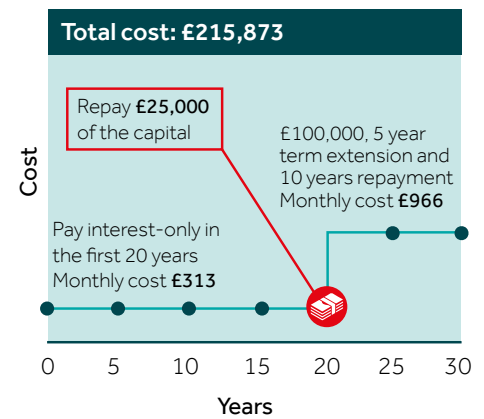 Total cost: £215,873
Repay £25,000
of the capital
£100,000, 5 year
term extension and
10 years repayment
Monthly cost £966
Pay interest-only in
the first 20 years
Monthly cost £313
Cost
0 5 10 15 20 25 30
Years